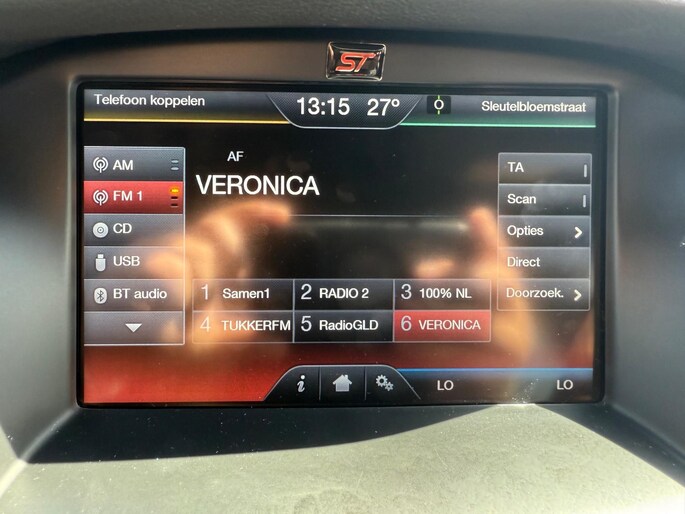 ST
Telefoon koppelen
13:15 27°
Sleutelbloemstraat
AM
FM 1
CD
USB
BT audio
AF
VERONICA
TA
Scan
Opties
Direct
Doorzoek.
1 Samen1
2 RADIO 2
3 100% NL
4 TUKKERFM
5 RadioGLD
6 VERONICA
i
LO
LO